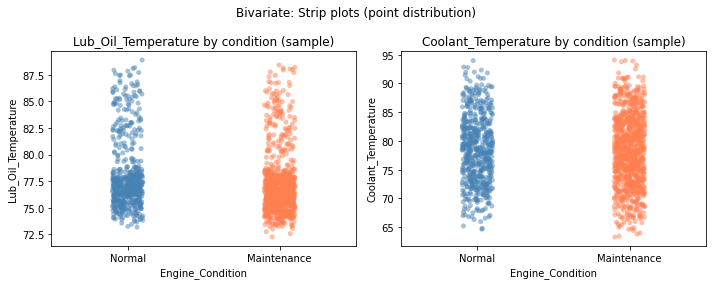 Bivariate: Strip plots (point distribution)
Lub_Oil_Temperature by condition (sample)
Lub_Oil_Temperature
87.5
85.0
82.5
80.0
77.5
75.0
72.5
Normal
Maintenance
Engine_Condition
Coolant_Temperature by condition (sample)
Coolant_Temperature
95
90
85
80
75
70
65
Normal
Maintenance
Engine_Condition